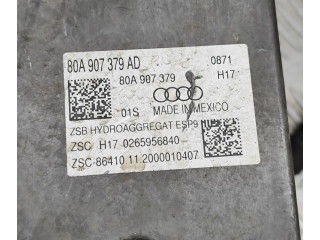 80A 907 379 AD 0871
80A 907 379 H17
01S MADE IN MEXICO
ZSB HYDROAGGREGAT ESP9
ZSC H17 0265956840
ZSC-86410.11.2000010407